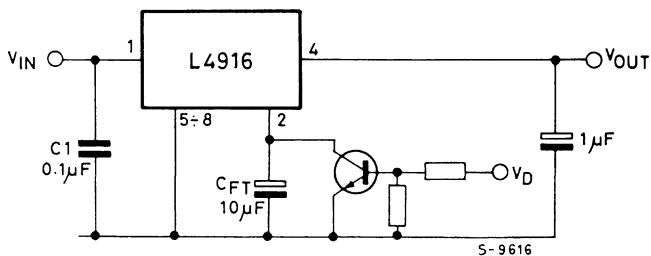 L4916
1
4
V_IN
V_OUT
5÷8
2
C1
0.1μF
C_FT
10μF
V_D
1μF
S-9616